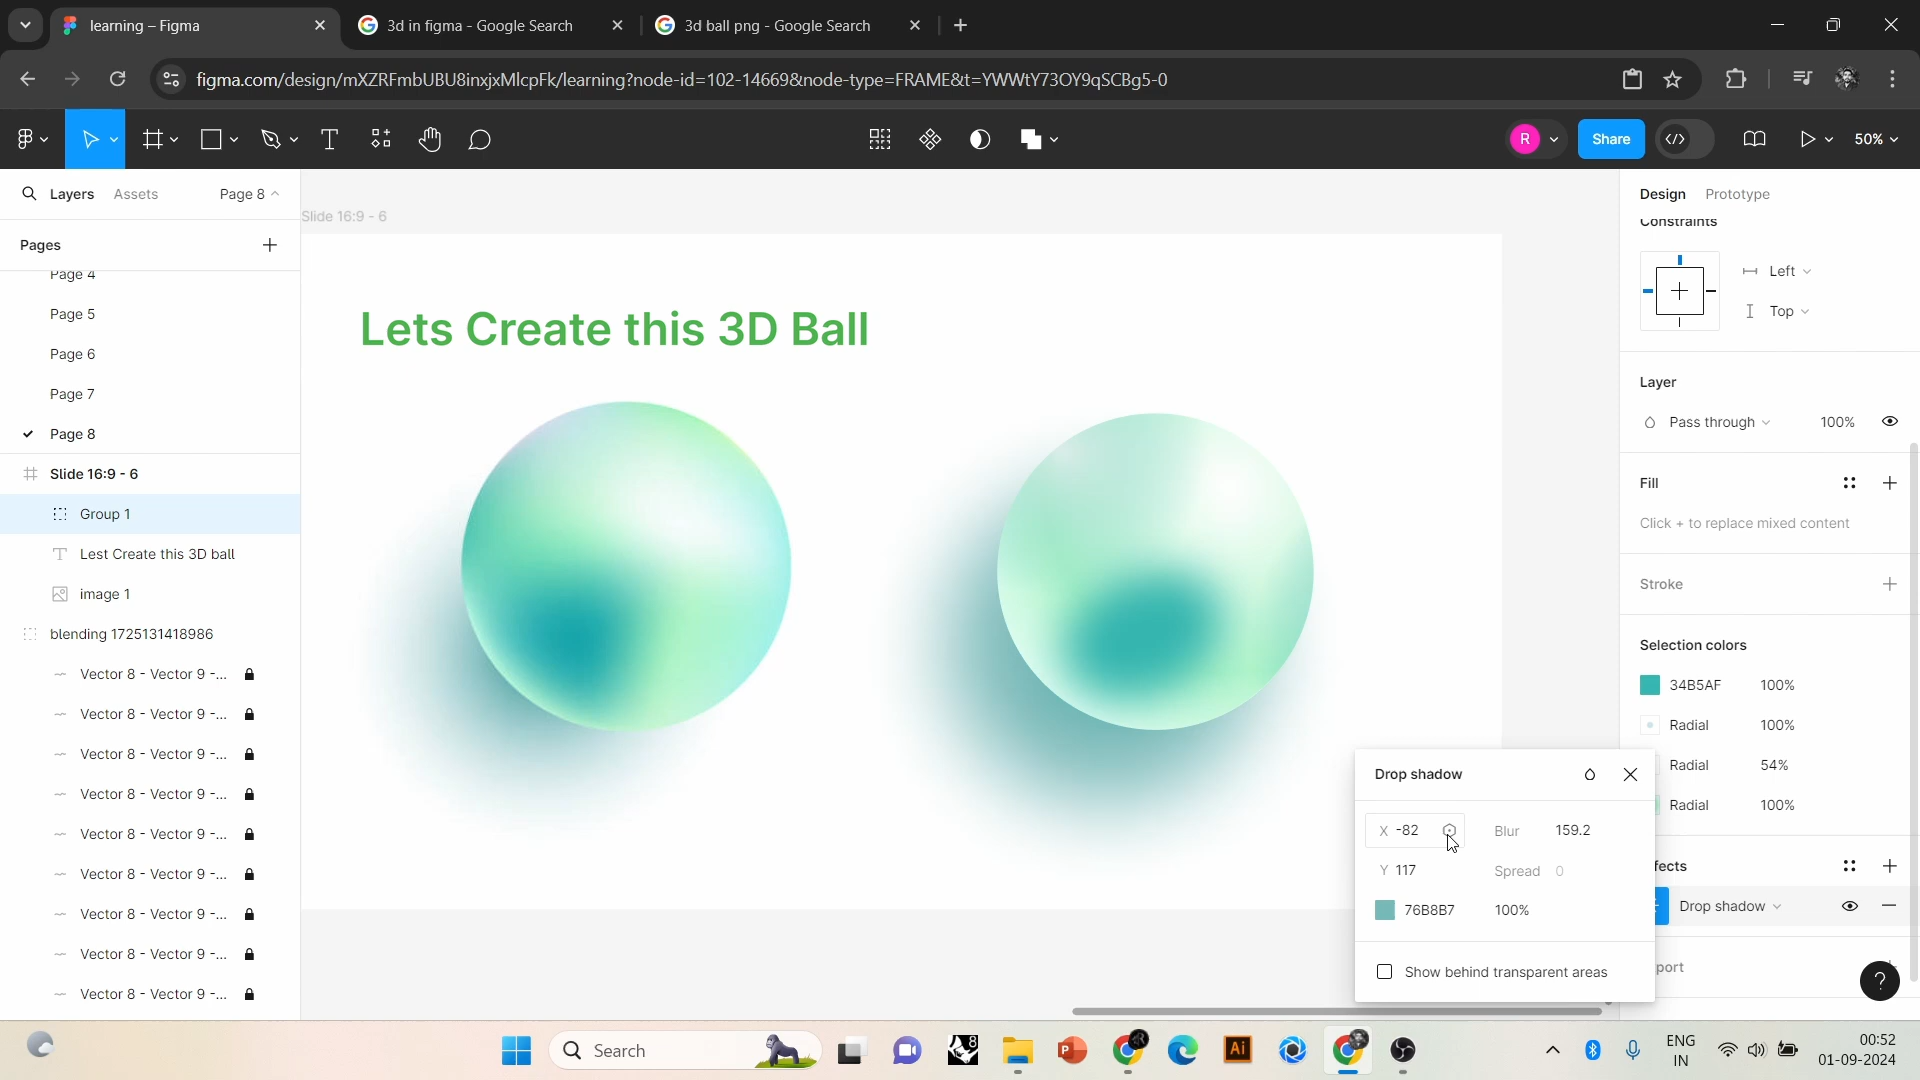 learning – Figma
3d in figma - Google Search
3d ball png - Google Search
figma.com/design/mXZRFmbUBU8inxjxMlcpFk/learning?node-id=102-14669&node-type=FRAME&t=YWWtY73OY9qSCBg5-0
R
Share
50%
Layers
Assets
Page 8
Design
Prototype
Slide 16:9 - 6
Constraints
Pages
Page 4
Page 5
Page 6
Page 7
Page 8
Left
Top
Lets Create this 3D Ball
Layer
Pass through
100%
Slide 16:9 - 6
Group 1
Lest Create this 3D ball
image 1
blending 1725131418986
Vector 8 - Vector 9 -...
Vector 8 - Vector 9 -...
Vector 8 - Vector 9 -...
Vector 8 - Vector 9 -...
Vector 8 - Vector 9 -...
Vector 8 - Vector 9 -...
Vector 8 - Vector 9 -...
Vector 8 - Vector 9 -...
Vector 8 - Vector 9 -...
Fill
Click + to replace mixed content
Stroke
Selection colors
34B5AF 100%
Radial 100%
Radial 54%
Radial 100%
fects
Drop shadow
port
?
Drop shadow
X -82
Blur 159.2
Y 117
Spread 0
76B8B7 100%
Show behind transparent areas
Search
8
P
Ai
ENG
IN
00:52
01-09-2024